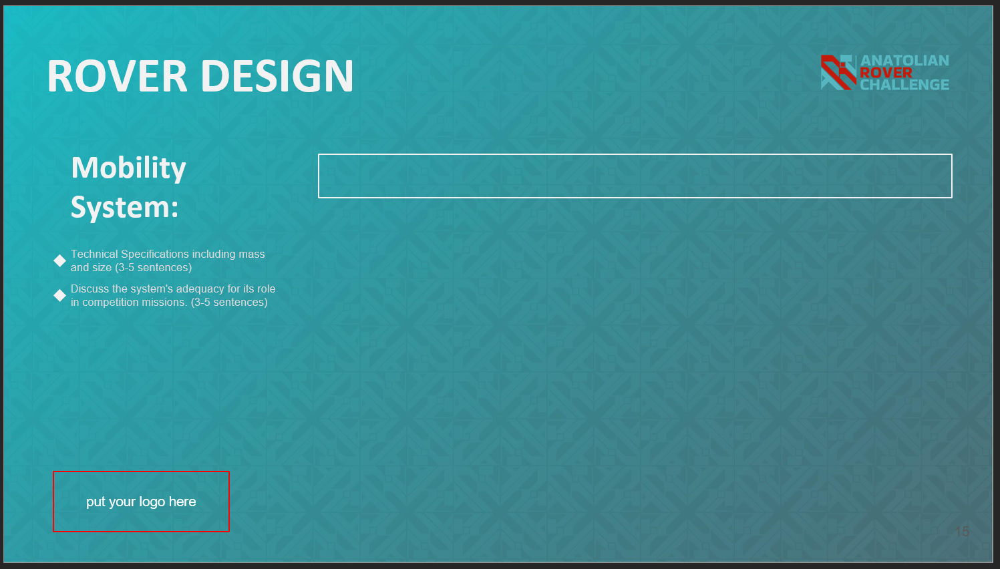 ROVER DESIGN
ANATOLIAN
ROVER
CHALLENGE
Mobility
System:
Technical Specifications including mass
and size (3-5 sentences)
Discuss the system's adequacy for its role
in competition missions. (3-5 sentences)
put your logo here
15